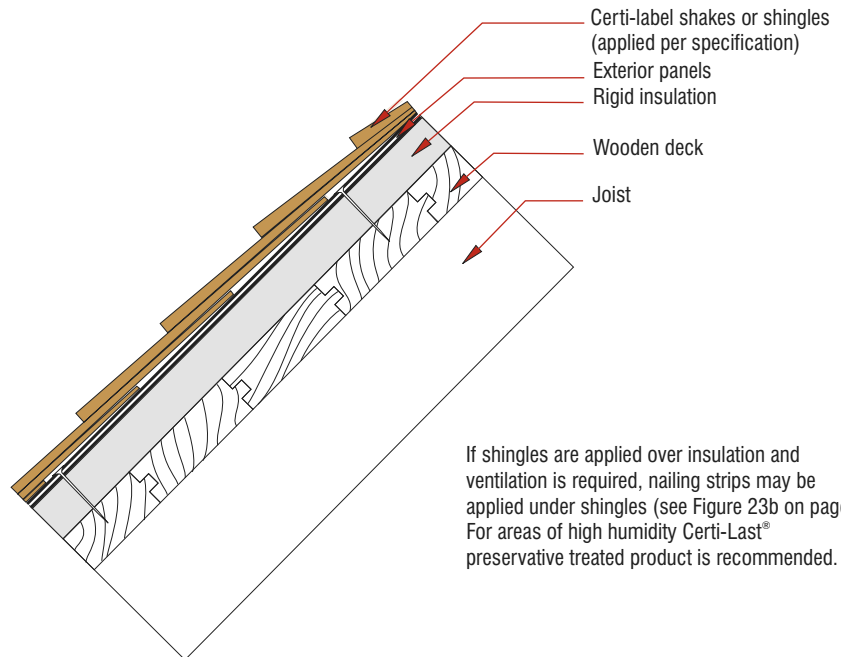 Certi-label shakes or shingles
(applied per specification)
Exterior panels
Rigid insulation
Wooden deck
Joist
If shingles are applied over insulation and
ventilation is required, nailing strips may be
applied under shingles (see Figure 23b on
For areas of high humidity Certi-Last®
preservative treated product is recommended.